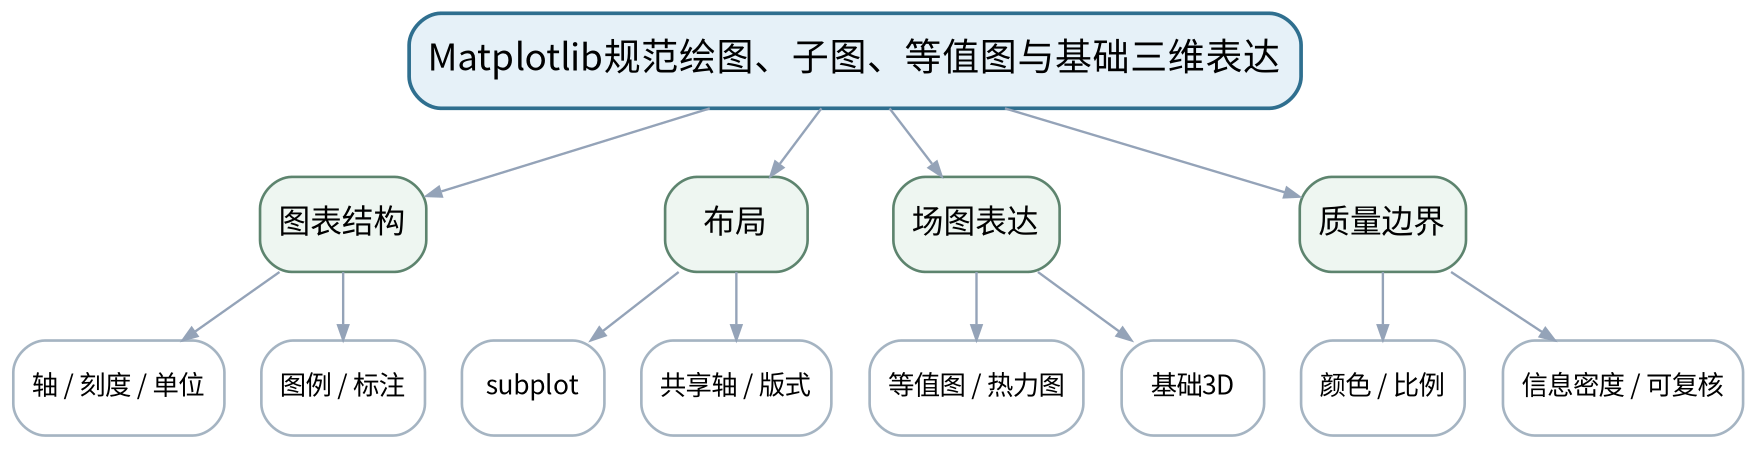 Matplotlib规范绘图、子图、等值图与基础三维表达
图表结构
布局
场图表达
质量边界
轴 / 刻度 / 单位
图例 / 标注
subplot
共享轴 / 版式
等值图 / 热力图
基础3D
颜色 / 比例
信息密度 / 可复核